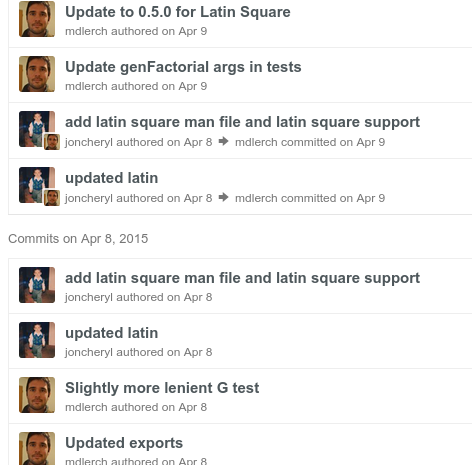 Update to 0.5.0 for Latin Square
mdlerch authored on Apr 9
Update genFactorial args in tests
mdlerch authored on Apr 9
add latin square man file and latin square support
joncheryl authored on Apr 8 → mdlerch committed on Apr 9
updated latin
joncheryl authored on Apr 8 → mdlerch committed on Apr 9
Commits on Apr 8, 2015
add latin square man file and latin square support
joncheryl authored on Apr 8
updated latin
joncheryl authored on Apr 8
Slightly more lenient G test
mdlerch authored on Apr 8
Updated exports
mdlerch authored on Apr 8